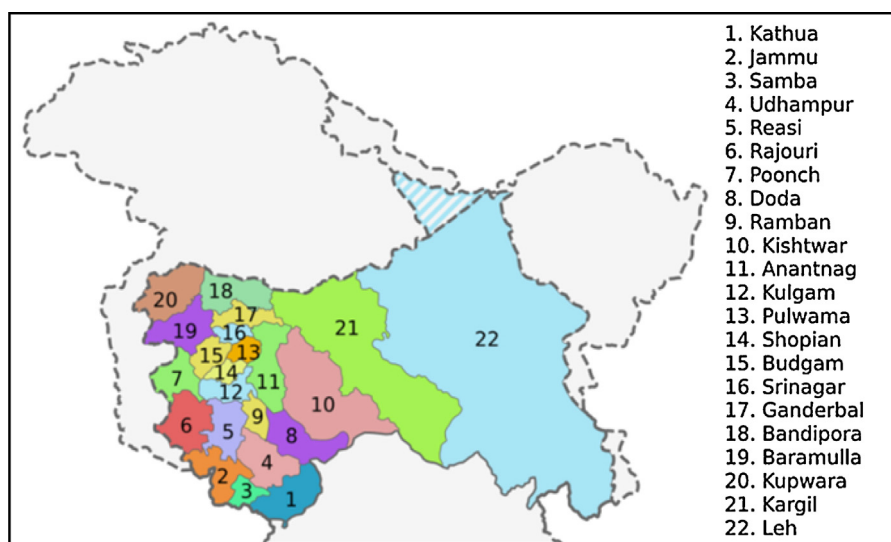 1. Kathua
2. Jammu
3. Samba
4. Udhampur
5. Reasi
6. Rajouri
7. Poonch
8. Doda
9. Ramban
10. Kishtwar
11. Anantnag
12. Kulgam
13. Pulwama
14. Shopian
15. Budgam
16. Srinagar
17. Ganderbal
18. Bandipora
19. Baramulla
20. Kupwara
21. Kargil
22. Leh
20
18
17
19
16
21
22
15
13
14
7
12
11
10
6
5
9
8
4
2
3
1